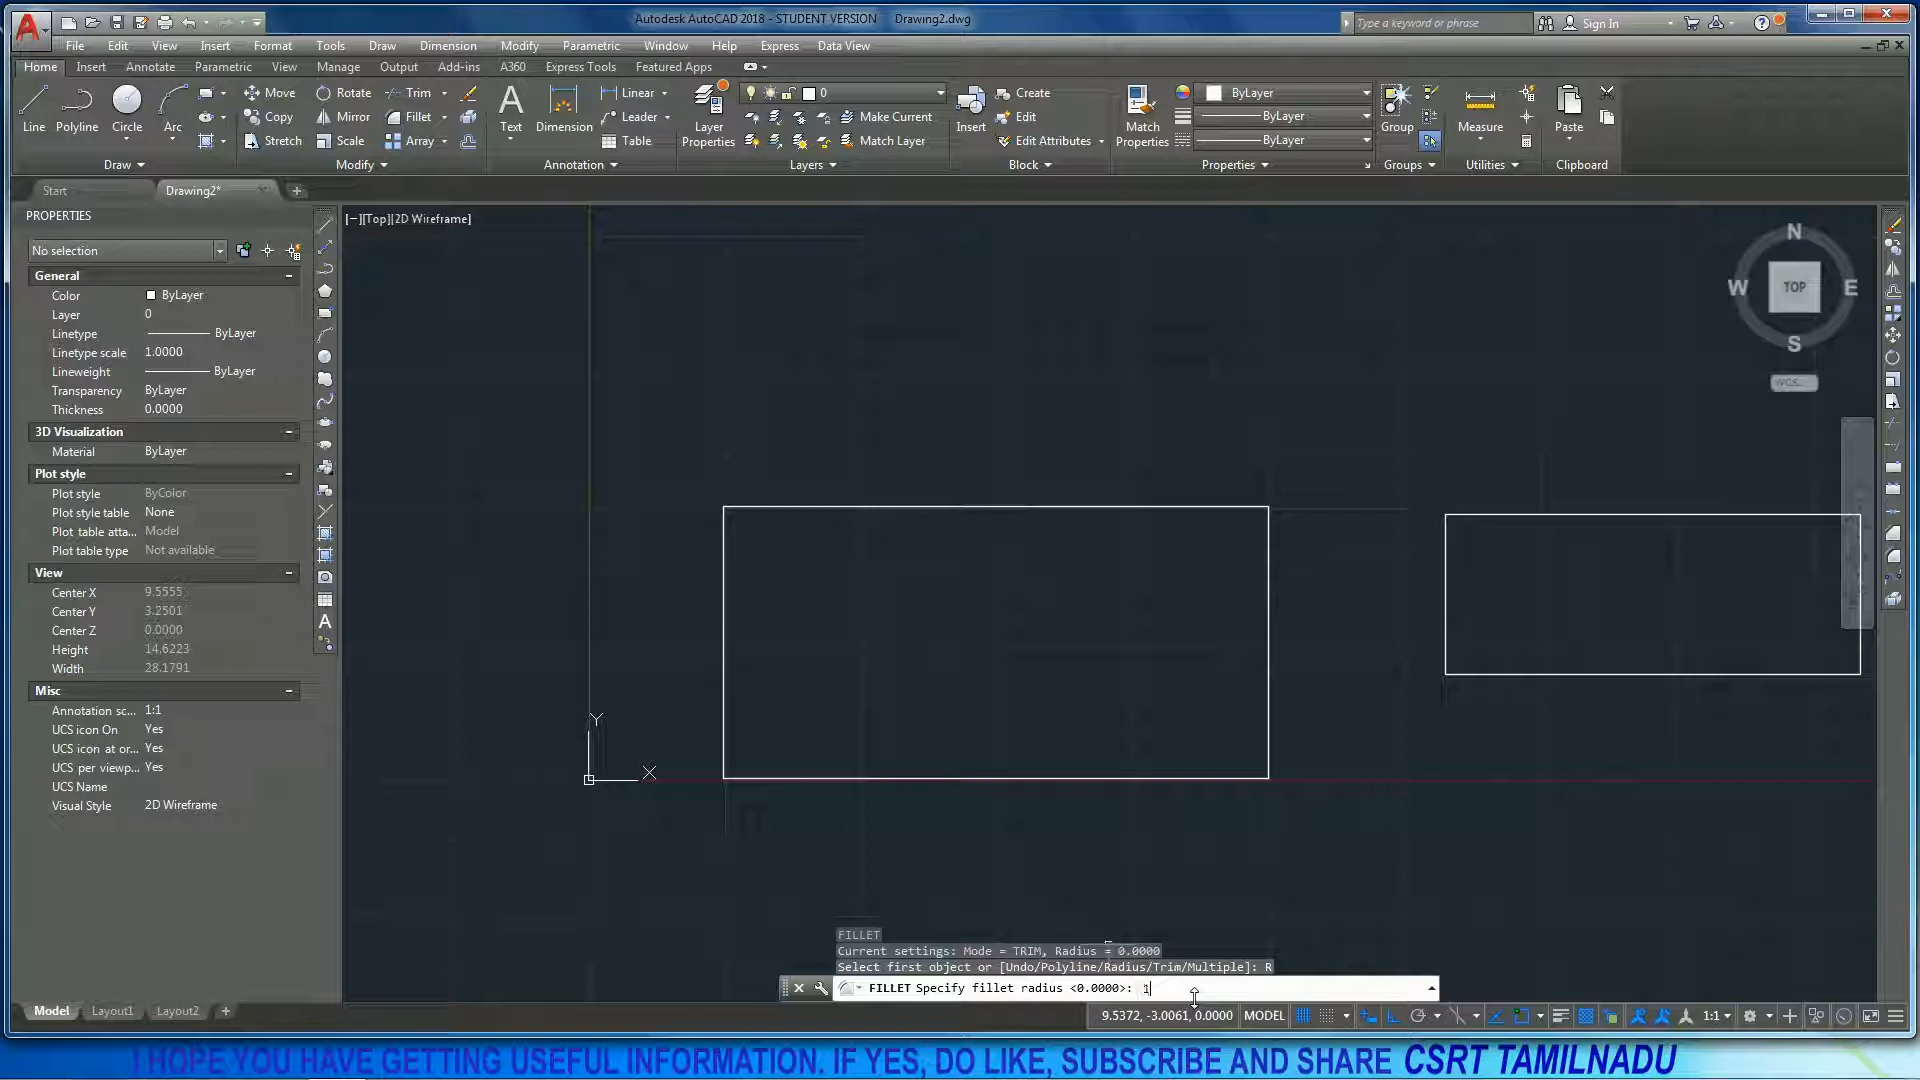 Autodesk AutoCAD 2018 - STUDENT VERSION Drawing2.dwg
Type a keyword or phrase
Sign In
File Edit View Insert Format Tools Draw Dimension Modify Parametric Window Help Express Data View
Home Insert Annotate Parametric View Manage Output Add-ins A360 Express Tools Featured Apps
Line Polyline Circle Arc
Move Rotate Trim
Copy Mirror Fillet
Stretch Scale Array
Text Dimension
Linear
Leader
Table
Layer Properties
0
Make Current
Match Layer
Insert
Create
Edit
Edit Attributes
Match Properties
ByLayer
ByLayer
ByLayer
Group Measure Paste
Draw Modify Annotation Layers Block Properties Groups Utilities Clipboard
Start Drawing2*
PROPERTIES
[−][Top][2D Wireframe]
No selection
General
Color ByLayer
Layer 0
Linetype ByLayer
Linetype scale 1.0000
Lineweight ByLayer
Transparency ByLayer
Thickness 0.0000
3D Visualization
Material ByLayer
Plot style
Plot style ByColor
Plot style table None
Plot table atta... Model
Plot table type Not available
View
Center X 9.5555
Center Y 3.2501
Center Z 0.0000
Height 14.6223
Width 28.1791
Misc
Annotation sc... 1:1
UCS icon On Yes
UCS icon at or... Yes
UCS per viewp... Yes
UCS Name
Visual Style 2D Wireframe
N
W TOP E
S
WCS
Y
X
FILLET
Current settings: Mode = TRIM, Radius = 0.0000
Select first object or [Undo/Polyline/Radius/Trim/Multiple]: R
FILLET Specify fillet radius <0.0000>: 1
Model Layout1 Layout2
9.5372, -3.0061, 0.0000 MODEL 1:1
I HOPE YOU HAVE GETTING USEFUL INFORMATION. IF YES, DO LIKE, SUBSCRIBE AND SHARE CSRT TAMILNADU